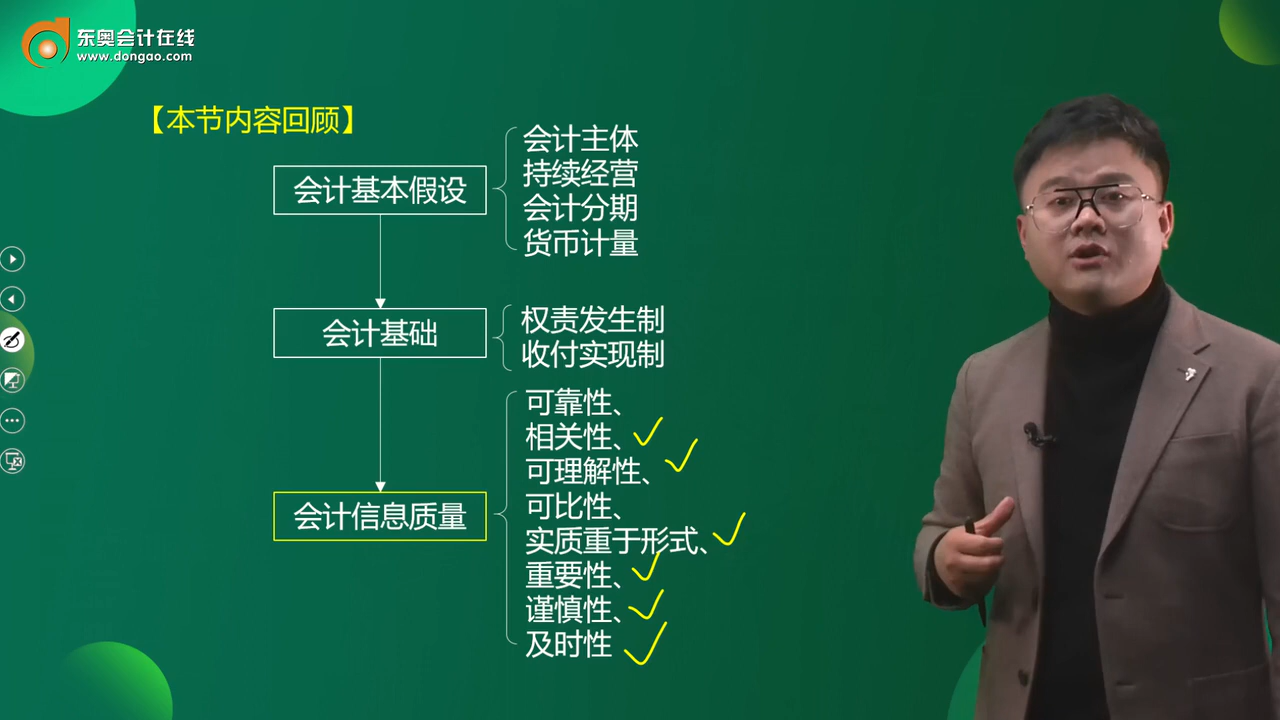 东奥会计在线
www.dongao.com
【本节内容回顾】
会计基本假设
会计主体
持续经营
会计分期
货币计量
会计基础
权责发生制
收付实现制
会计信息质量
可靠性、
相关性、
可理解性、
可比性、
实质重于形式、
重要性、
谨慎性、
及时性